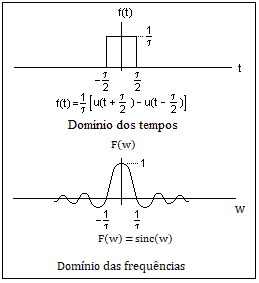 f(t)
1/τ
t
-τ/2 τ/2
f(t) = 1/τ [u(t + τ/2) - u(t - τ/2)]
Domínio dos tempos
F(w)
1
-1/τ 1/τ
w
F(w) = sinc(w)
Domínio das frequências